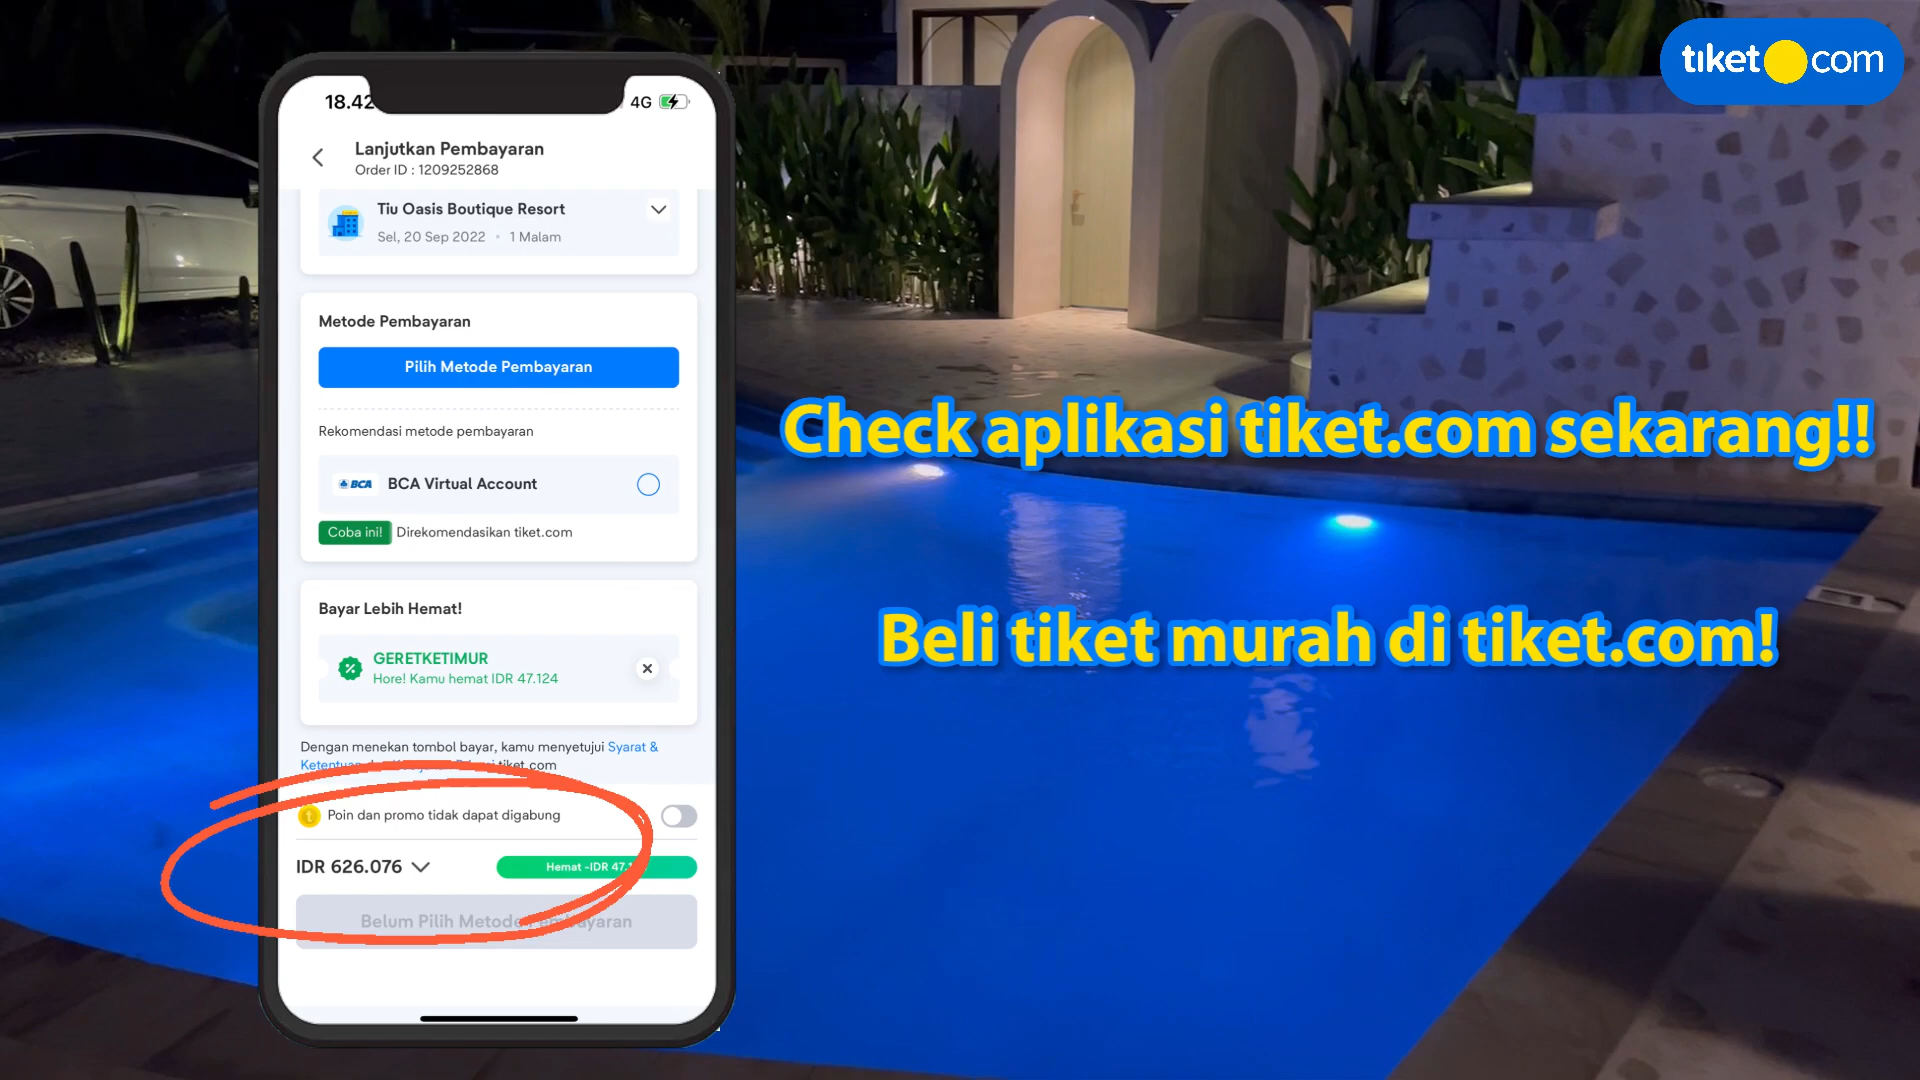 tiket.com
18.42
4G
Lanjutkan Pembayaran
Order ID : 1209252868
Tiu Oasis Boutique Resort
Sel, 20 Sep 2022 • 1 Malam
Metode Pembayaran
Pilih Metode Pembayaran
Rekomendasi metode pembayaran
BCA BCA Virtual Account
Coba ini! Direkomendasikan tiket.com
Bayar Lebih Hemat!
GERETKETIMUR
Hore! Kamu hemat IDR 47.124
Dengan menekan tombol bayar, kamu menyetujui Syarat &
Ketentuan tiket.com
Poin dan promo tidak dapat digabung
IDR 626.076
Hemat -IDR 47.1
Belum Pilih Metode Pembayaran
Check aplikasi tiket.com sekarang!!
Beli tiket murah di tiket.com!